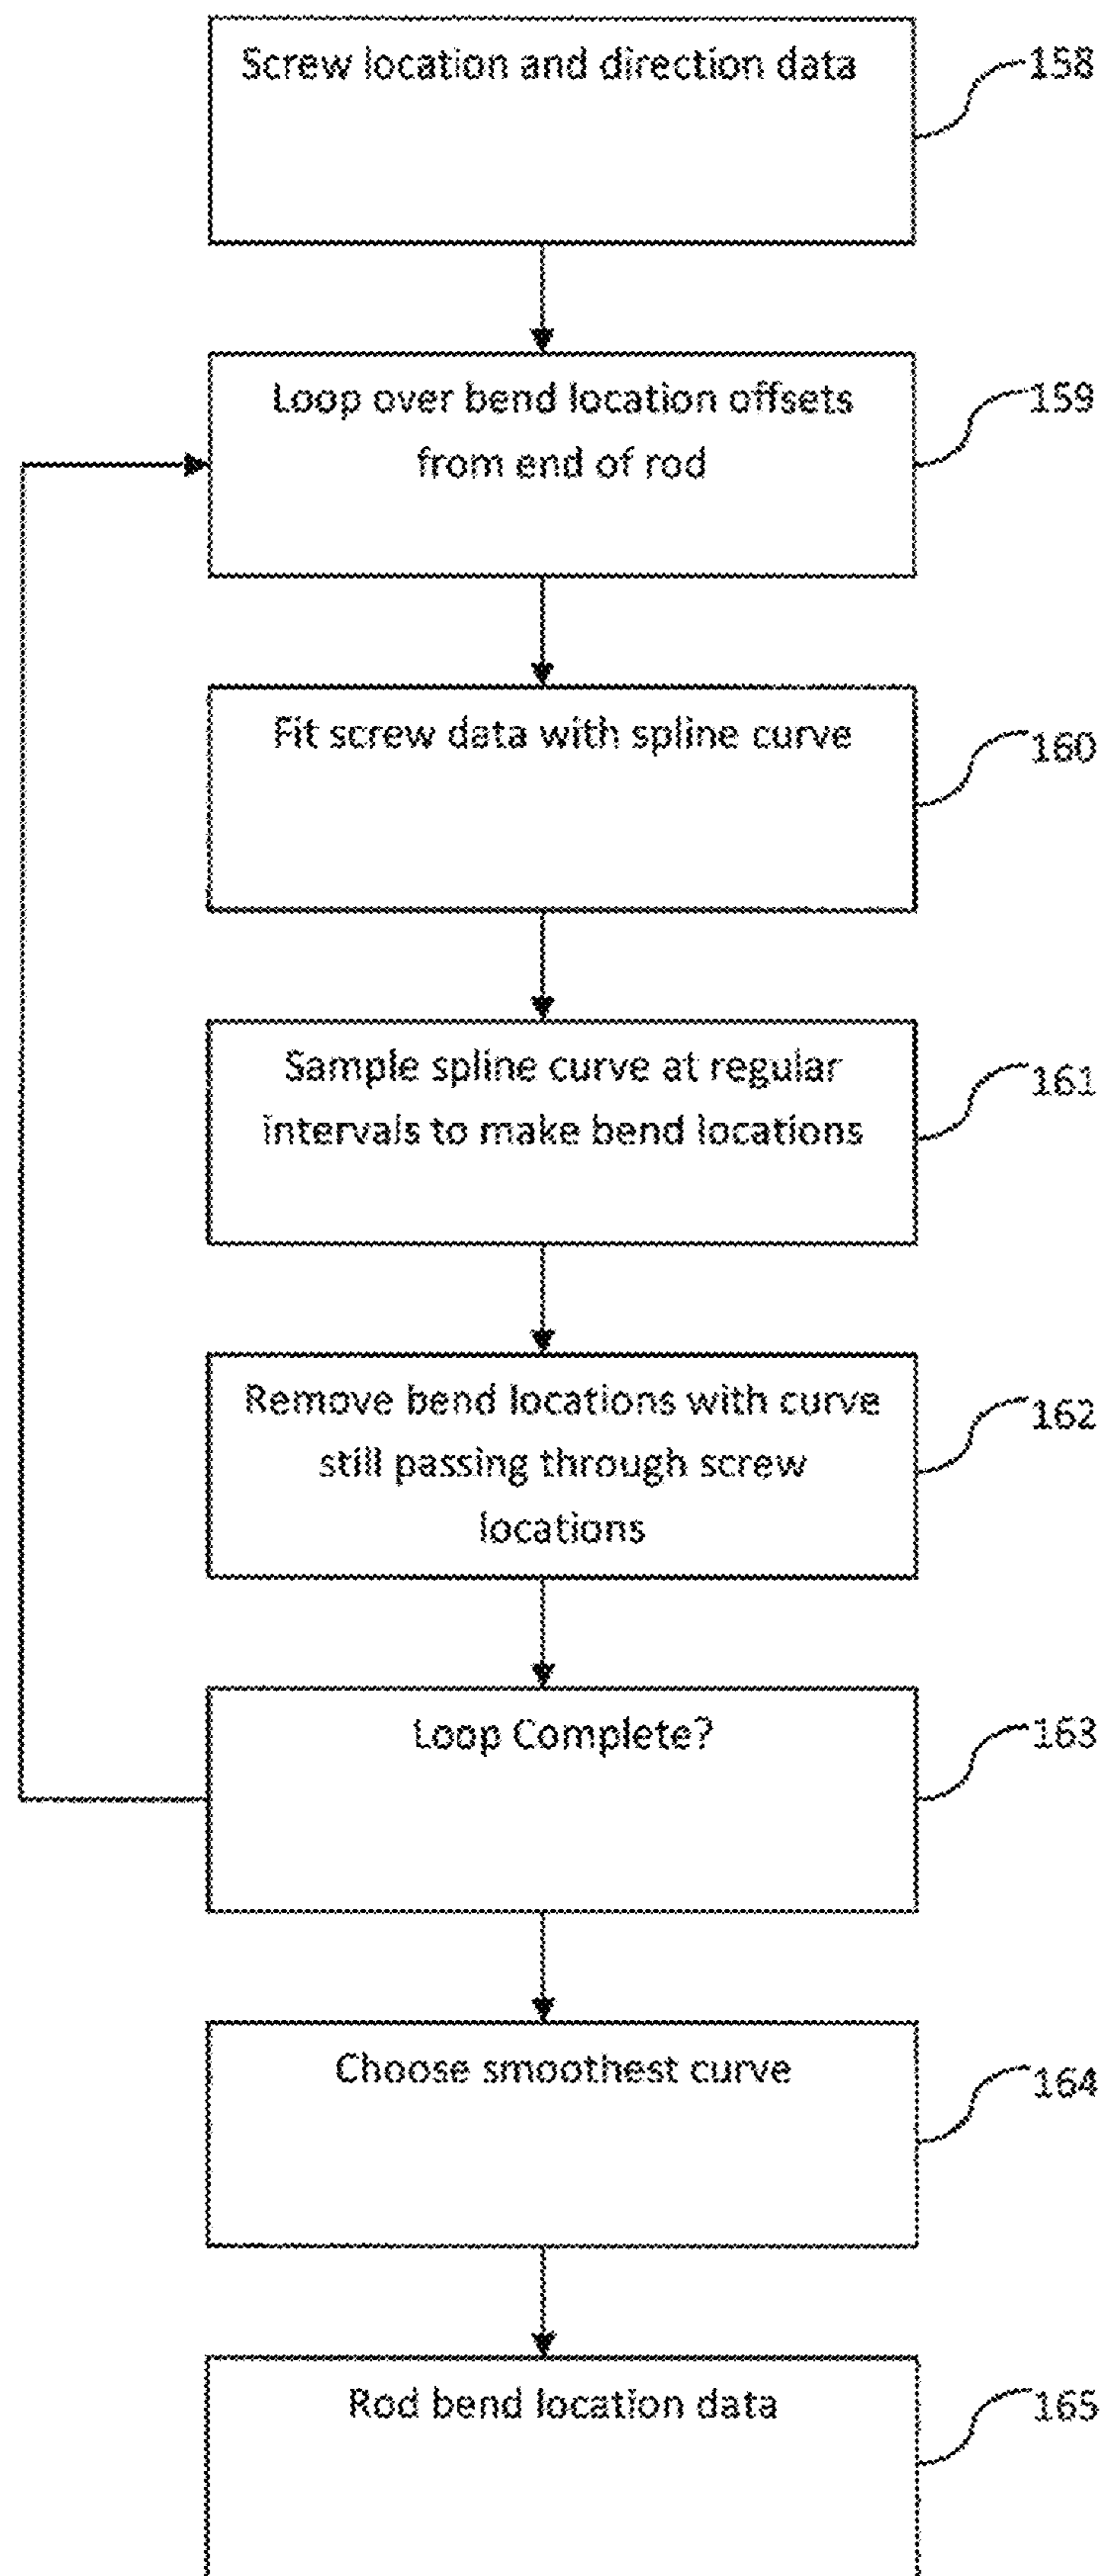 Screw location and direction data
158
Loop over bend location offsets
from end of rod
159
Fit screw data with spline curve
160
Sample spline curve at regular
intervals to make bend locations
161
Remove bend locations with curve
still passing through screw
locations
162
Loop Complete?
163
Choose smoothest curve
164
Rod bend location data
165